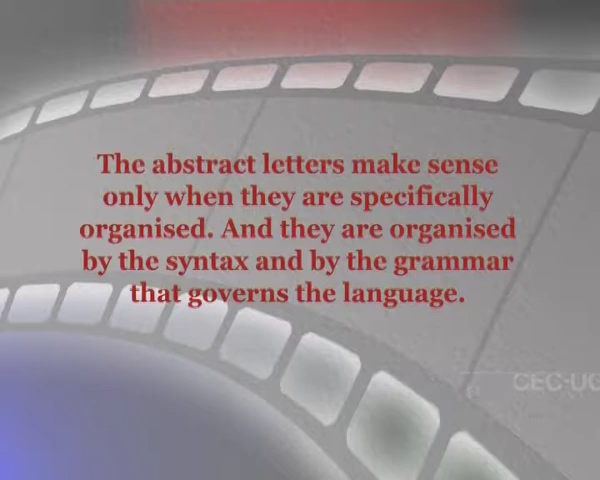 The abstract letters make sense
only when they are specifically
organised. And they are organised
by the syntax and by the grammar
that governs the language.
CEC-UG